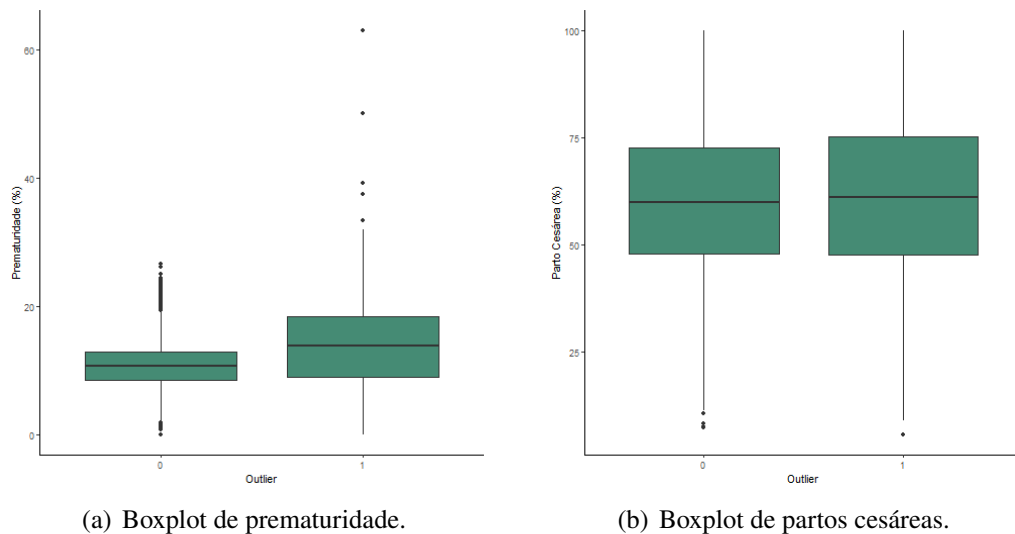 60
40
20
0
Prematuridade (%)
0
1
Outlier
(a) Boxplot de prematuridade.
100
75
50
25
Parto Cesárea (%)
0
1
Outlier
(b) Boxplot de partos cesáreas.